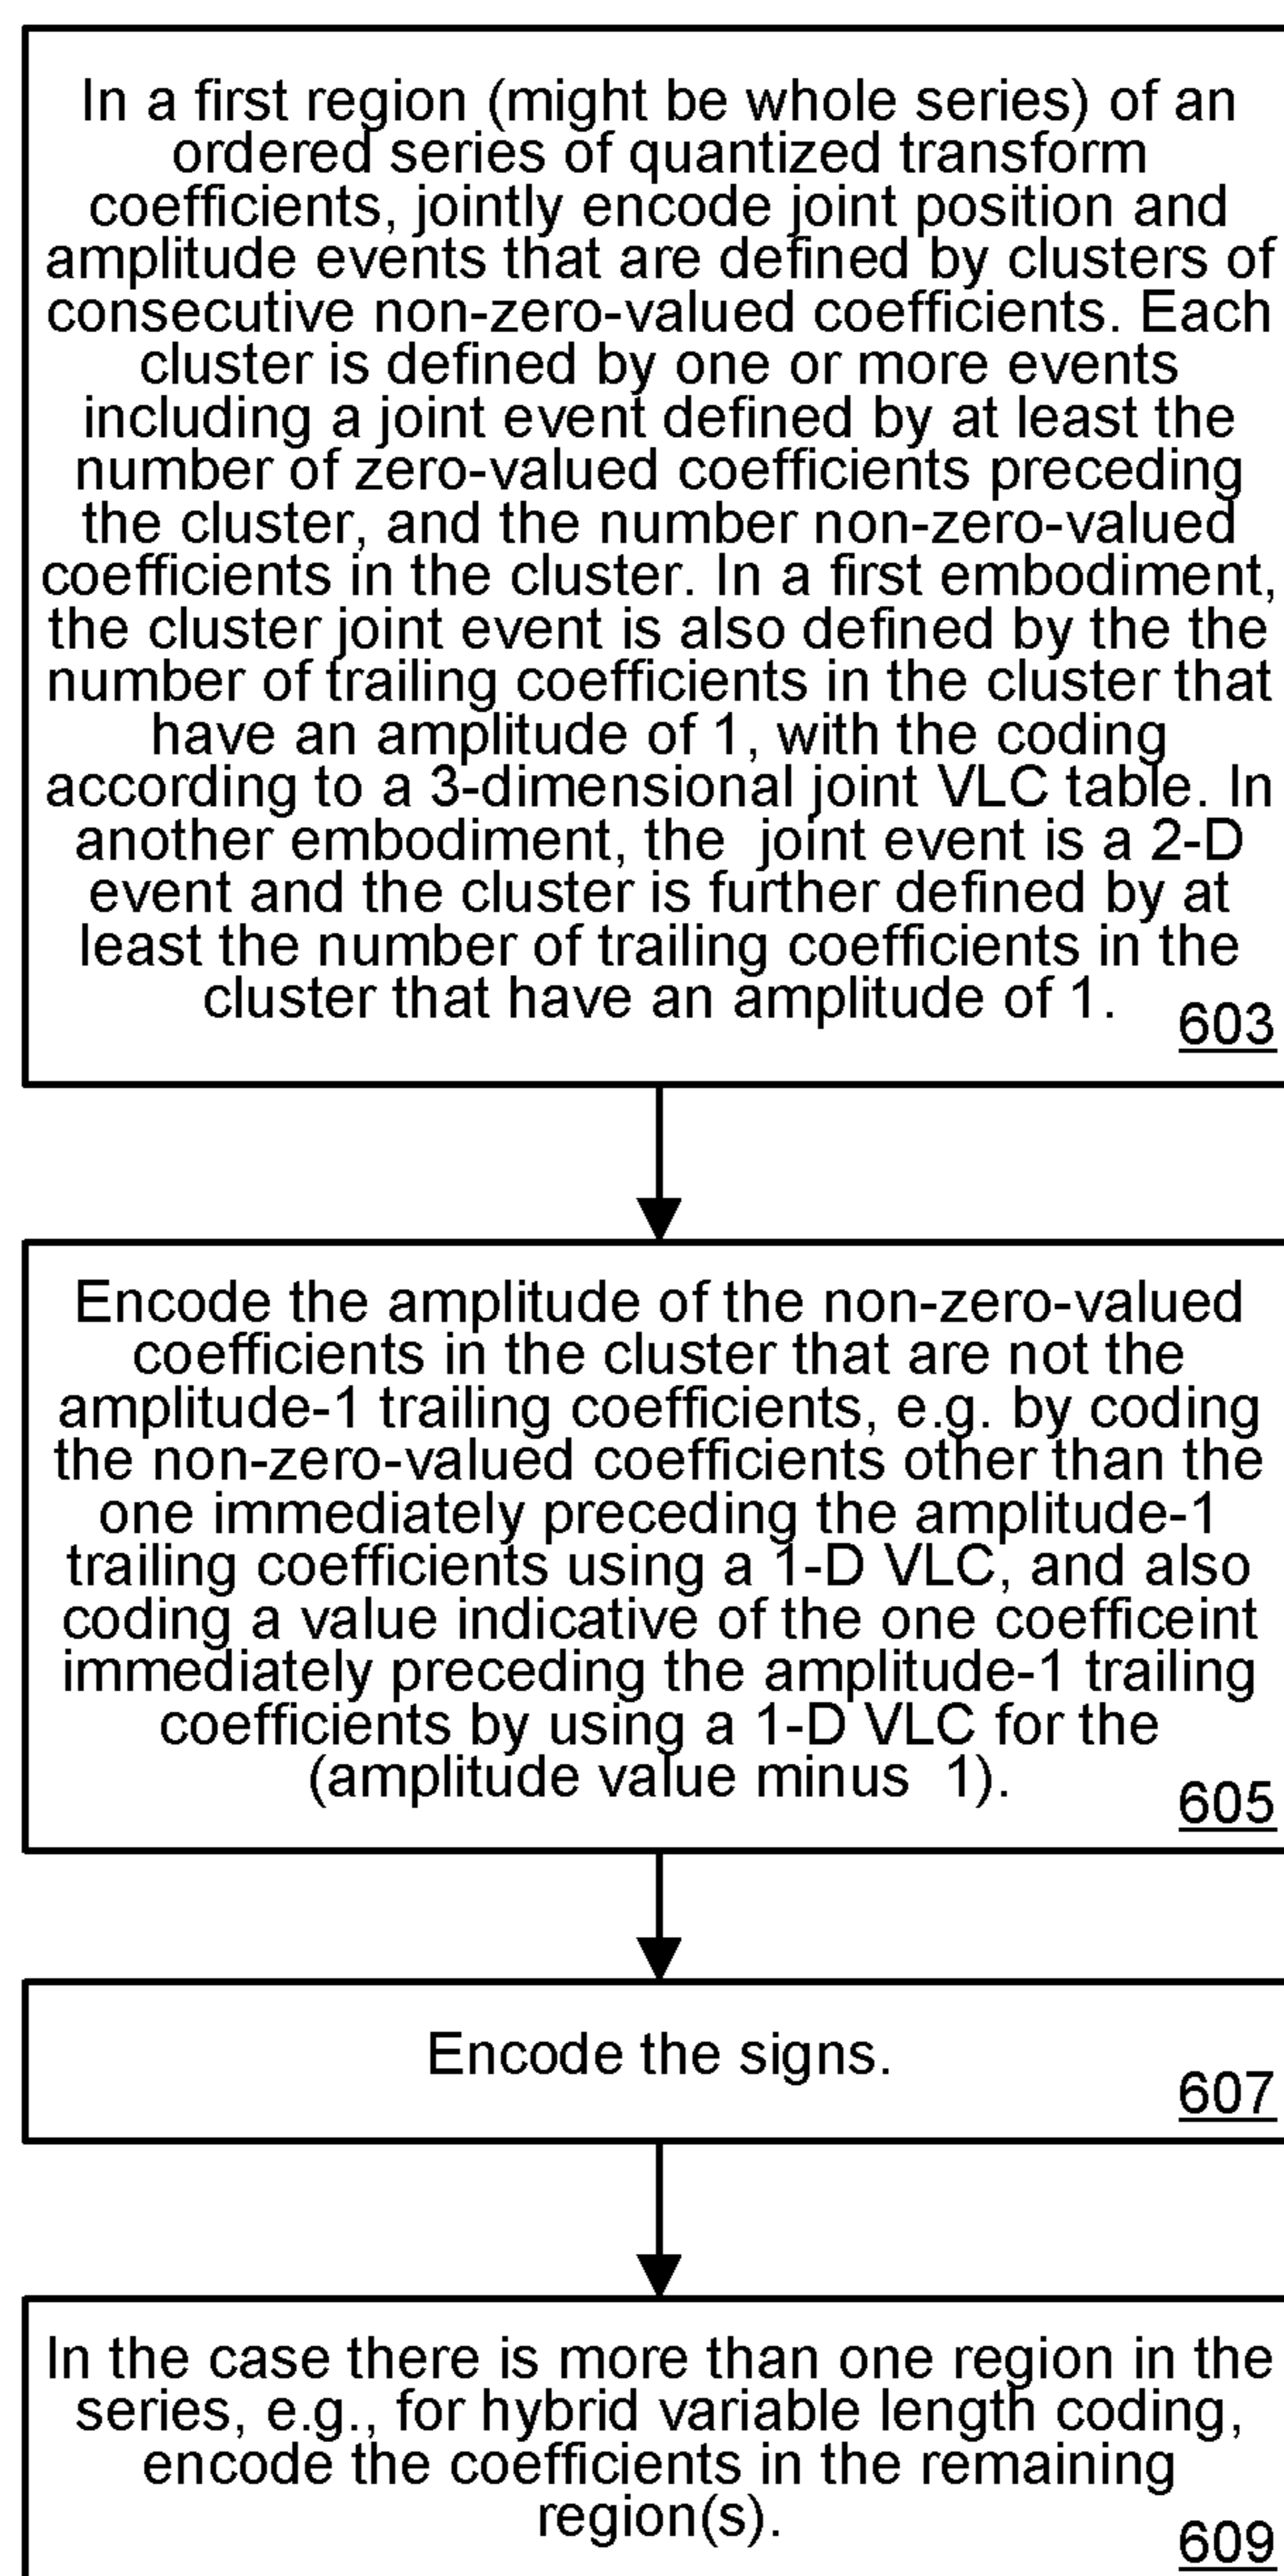 In a first region (might be whole series) of an
ordered series of quantized transform
coefficients, jointly encode joint position and
amplitude events that are defined by clusters of
consecutive non-zero-valued coefficients. Each
cluster is defined by one or more events
including a joint event defined by at least the
number of zero-valued coefficients preceding
the cluster, and the number non-zero-valued
coefficients in the cluster. In a first embodiment,
the cluster joint event is also defined by the the
number of trailing coefficients in the cluster that
have an amplitude of 1, with the coding
according to a 3-dimensional joint VLC table. In
another embodiment, the joint event is a 2-D
event and the cluster is further defined by at
least the number of trailing coefficients in the
cluster that have an amplitude of 1.
603
Encode the amplitude of the non-zero-valued
coefficients in the cluster that are not the
amplitude-1 trailing coefficients, e.g. by coding
the non-zero-valued coefficients other than the
one immediately preceding the amplitude-1
trailing coefficients using a 1-D VLC, and also
coding a value indicative of the one coefficeint
immediately preceding the amplitude-1 trailing
coefficients by using a 1-D VLC for the
(amplitude value minus 1).
605
Encode the signs.
607
In the case there is more than one region in the
series, e.g., for hybrid variable length coding,
encode the coefficients in the remaining
region(s).
609